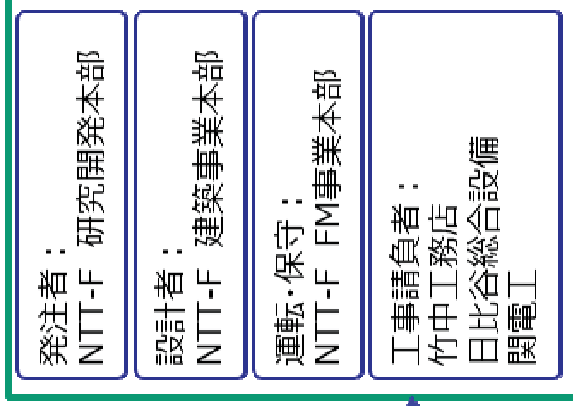 発注者：
NTT-F 研究開発本部
設計者：
NTT-F 建築事業本部
運転・保守：
NTT-F FM事業本部
工事請負者：
竹中工務店
日比谷総合設備
関電工